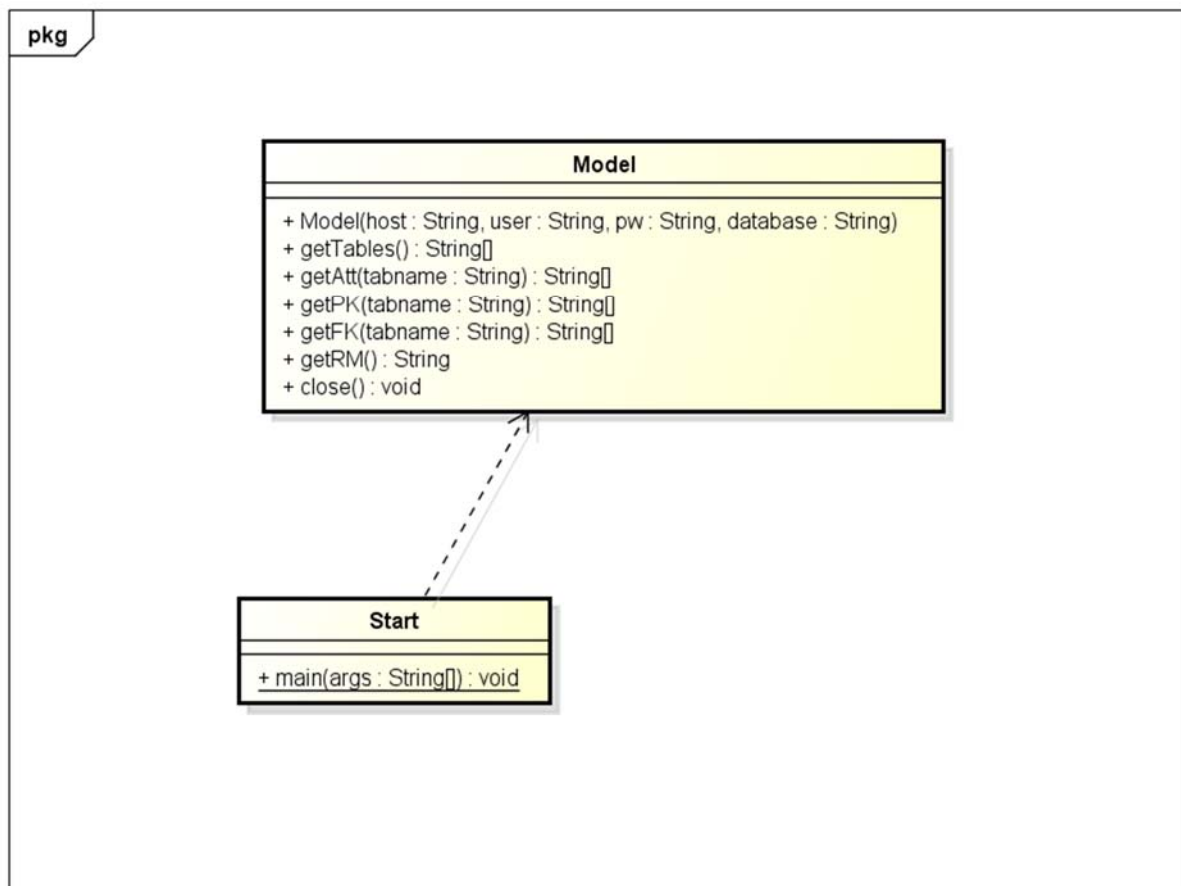 pkg
Model
+ Model(host : String, user : String, pw : String, database : String)
+ getTables() : String[]
+ getAtt(tabname : String) : String[]
+ getPK(tabname : String) : String[]
+ getFK(tabname : String) : String[]
+ getRM() : String
+ close() : void
Start
+ main(args : String[]) : void